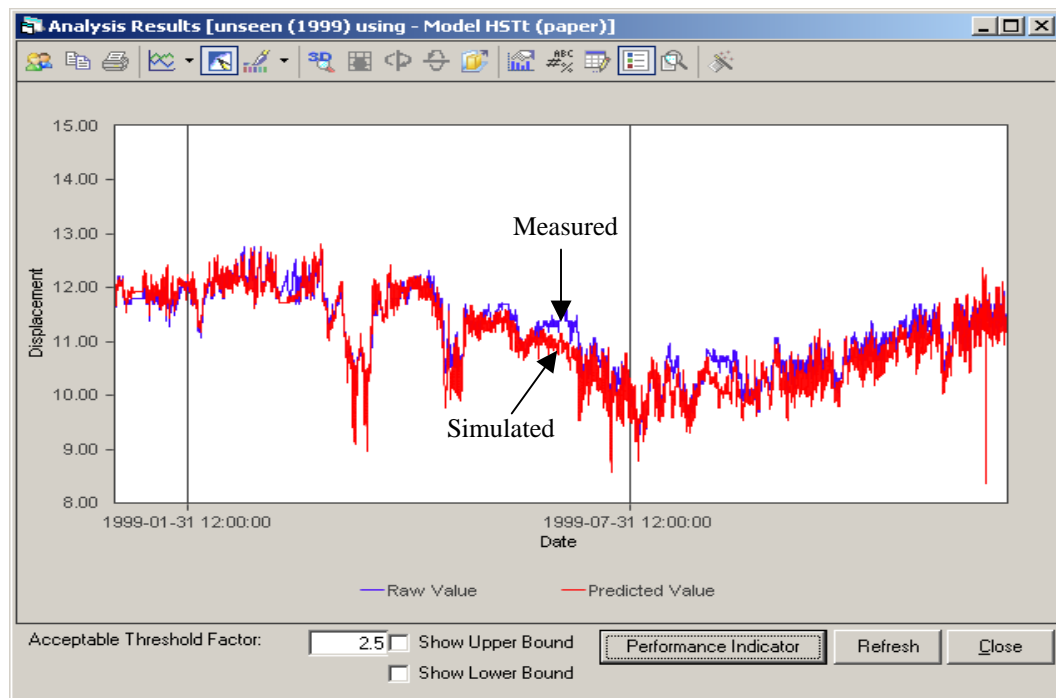 Analysis Results [unseen (1999) using - Model HSTt (paper)]
3D
ABC
#%
15.00
14.00
13.00
12.00
11.00
10.00
9.00
8.00
Displacement
Measured
Simulated
1999-01-31 12:00:00
1999-07-31 12:00:00
Date
Raw Value
Predicted Value
Acceptable Threshold Factor:
2.5
Show Upper Bound
Show Lower Bound
Performance Indicator
Refresh
Close